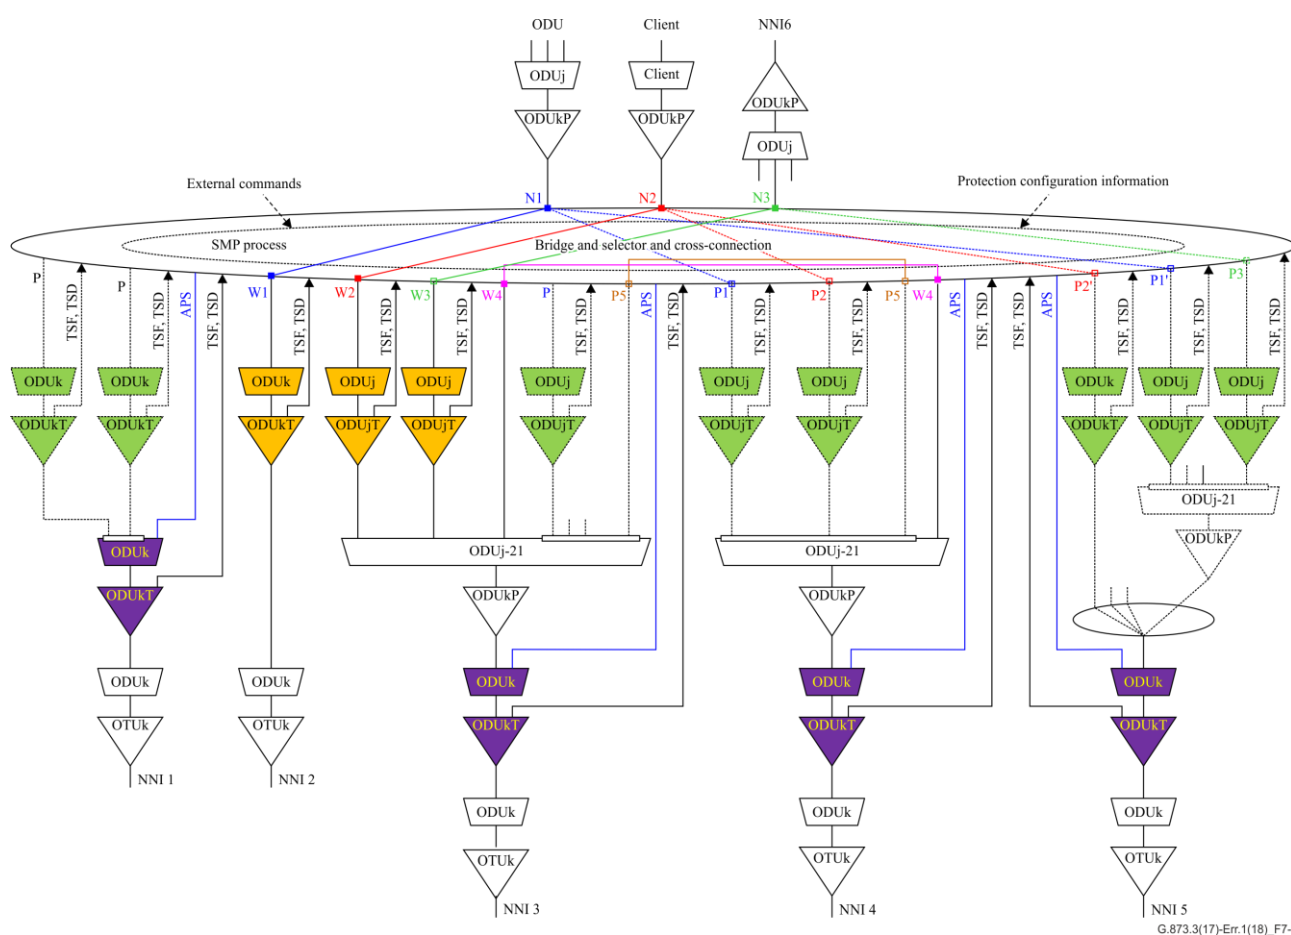 ODU Client NNI6
ODUj Client ODUkP
ODUkP ODUkP ODUj
External commands Protection configuration information
N1 N2 N3
SMP process Bridge and selector and cross-connection
P TSF, TSD P TSF, TSD APS TSF, TSD W1 TSF, TSD W2 TSF, TSD W3 TSF, TSD W4 P TSF, TSD P5 APS TSF, TSD P1 TSF, TSD P2 TSF, TSD P5 W4 APS TSF, TSD TSF, TSD APS P2' TSF, TSD P1' TSF, TSD P3 TSF, TSD
ODUk ODUk ODUk ODUj ODUj ODUj ODUj ODUj ODUk ODUj ODUj
ODUkT ODUkT ODUkT ODUjT ODUjT ODUjT ODUjT ODUjT ODUkT ODUjT ODUjT
ODUj-21
ODUk ODUj-21 ODUj-21 ODUkP
ODUkT ODUkP ODUkP
ODUk ODUk ODUk ODUk ODUk
OTUk OTUk ODUkT ODUkT ODUkT
NNI 1 NNI 2
ODUk ODUk ODUk
OTUk OTUk OTUk
NNI 3 NNI 4 NNI 5
G.873.3(17)-Err.1(18)_F7-